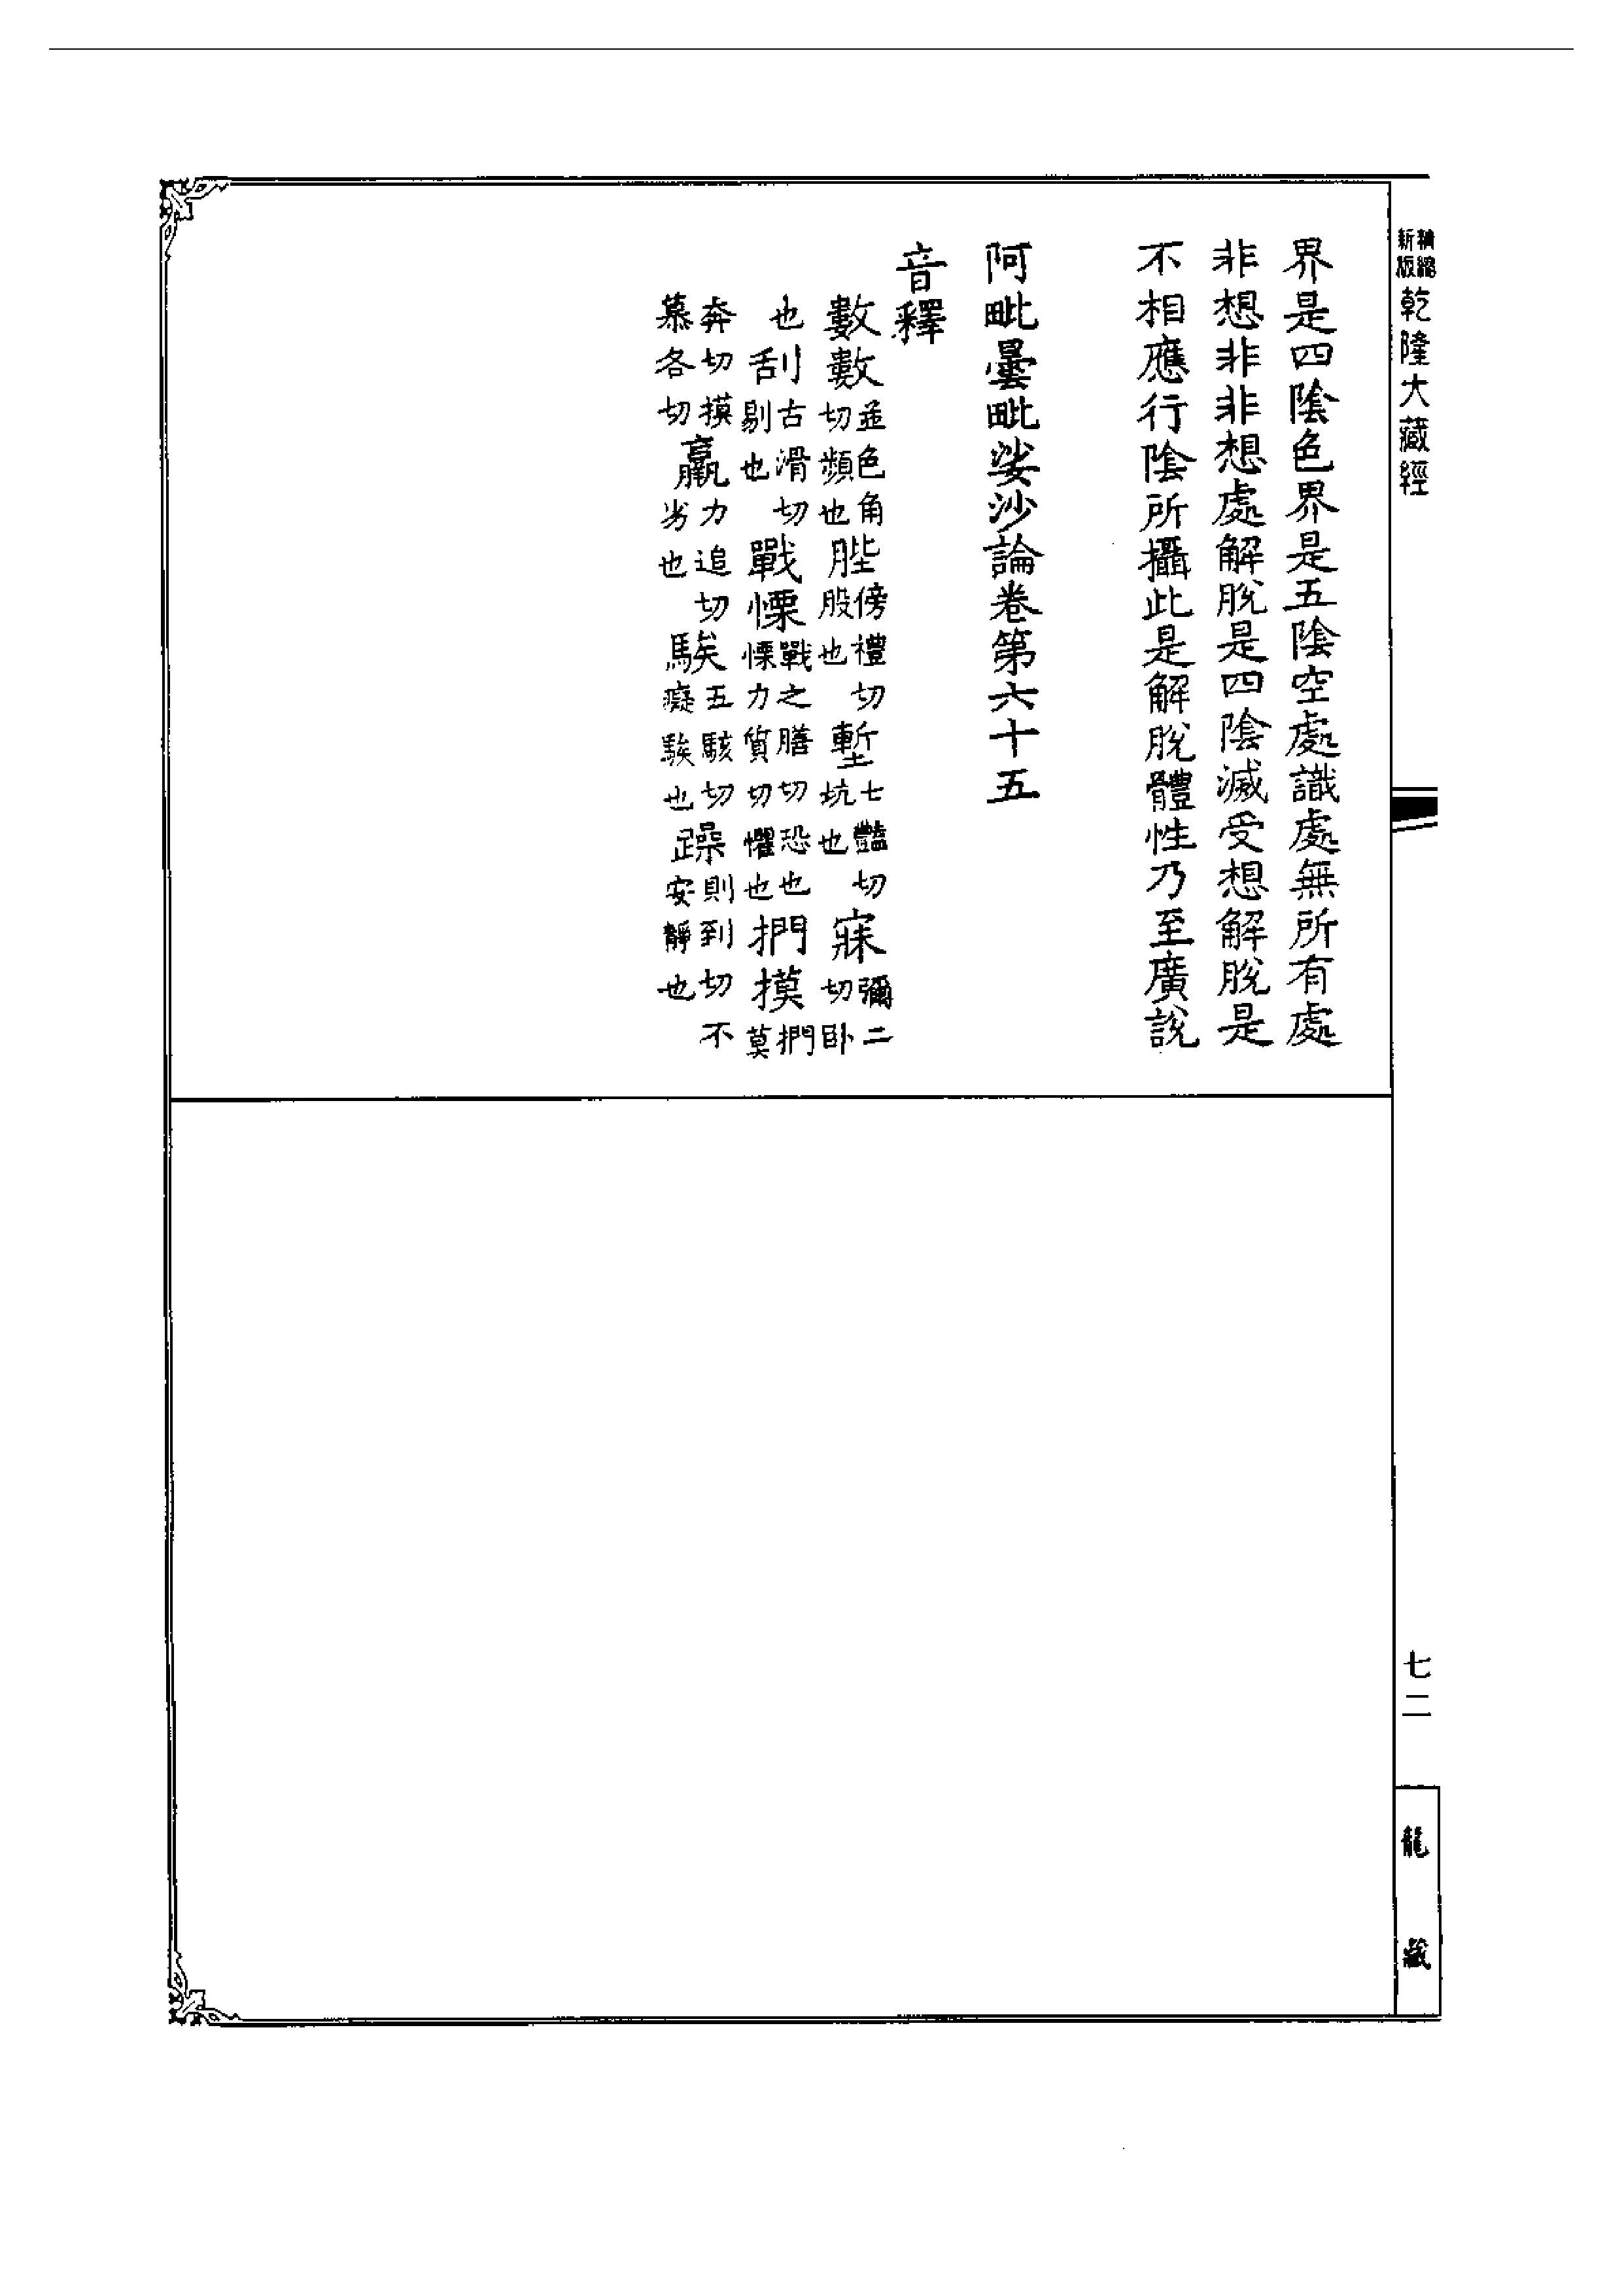 精縮新版乾隆大藏經
界是四陰色界是五陰空處識處無所有處
非想非非想處解脫是四陰滅受想解脫是
不相應行陰所攝此是解脫體性乃至廣說
阿毗曇毗娑沙論卷第六十五
音釋
數數並色角切頻也䏶傍禮切股也塹七豔切坑也寐彌二切卧
也刮古滑切剔也戰慄戰之膳切恐也慄力質切懼也捫摸捫莫
奔切摸慕各切羸力追切劣也騃五駭切癡騃也躁則到切不安靜也
七二
龍藏